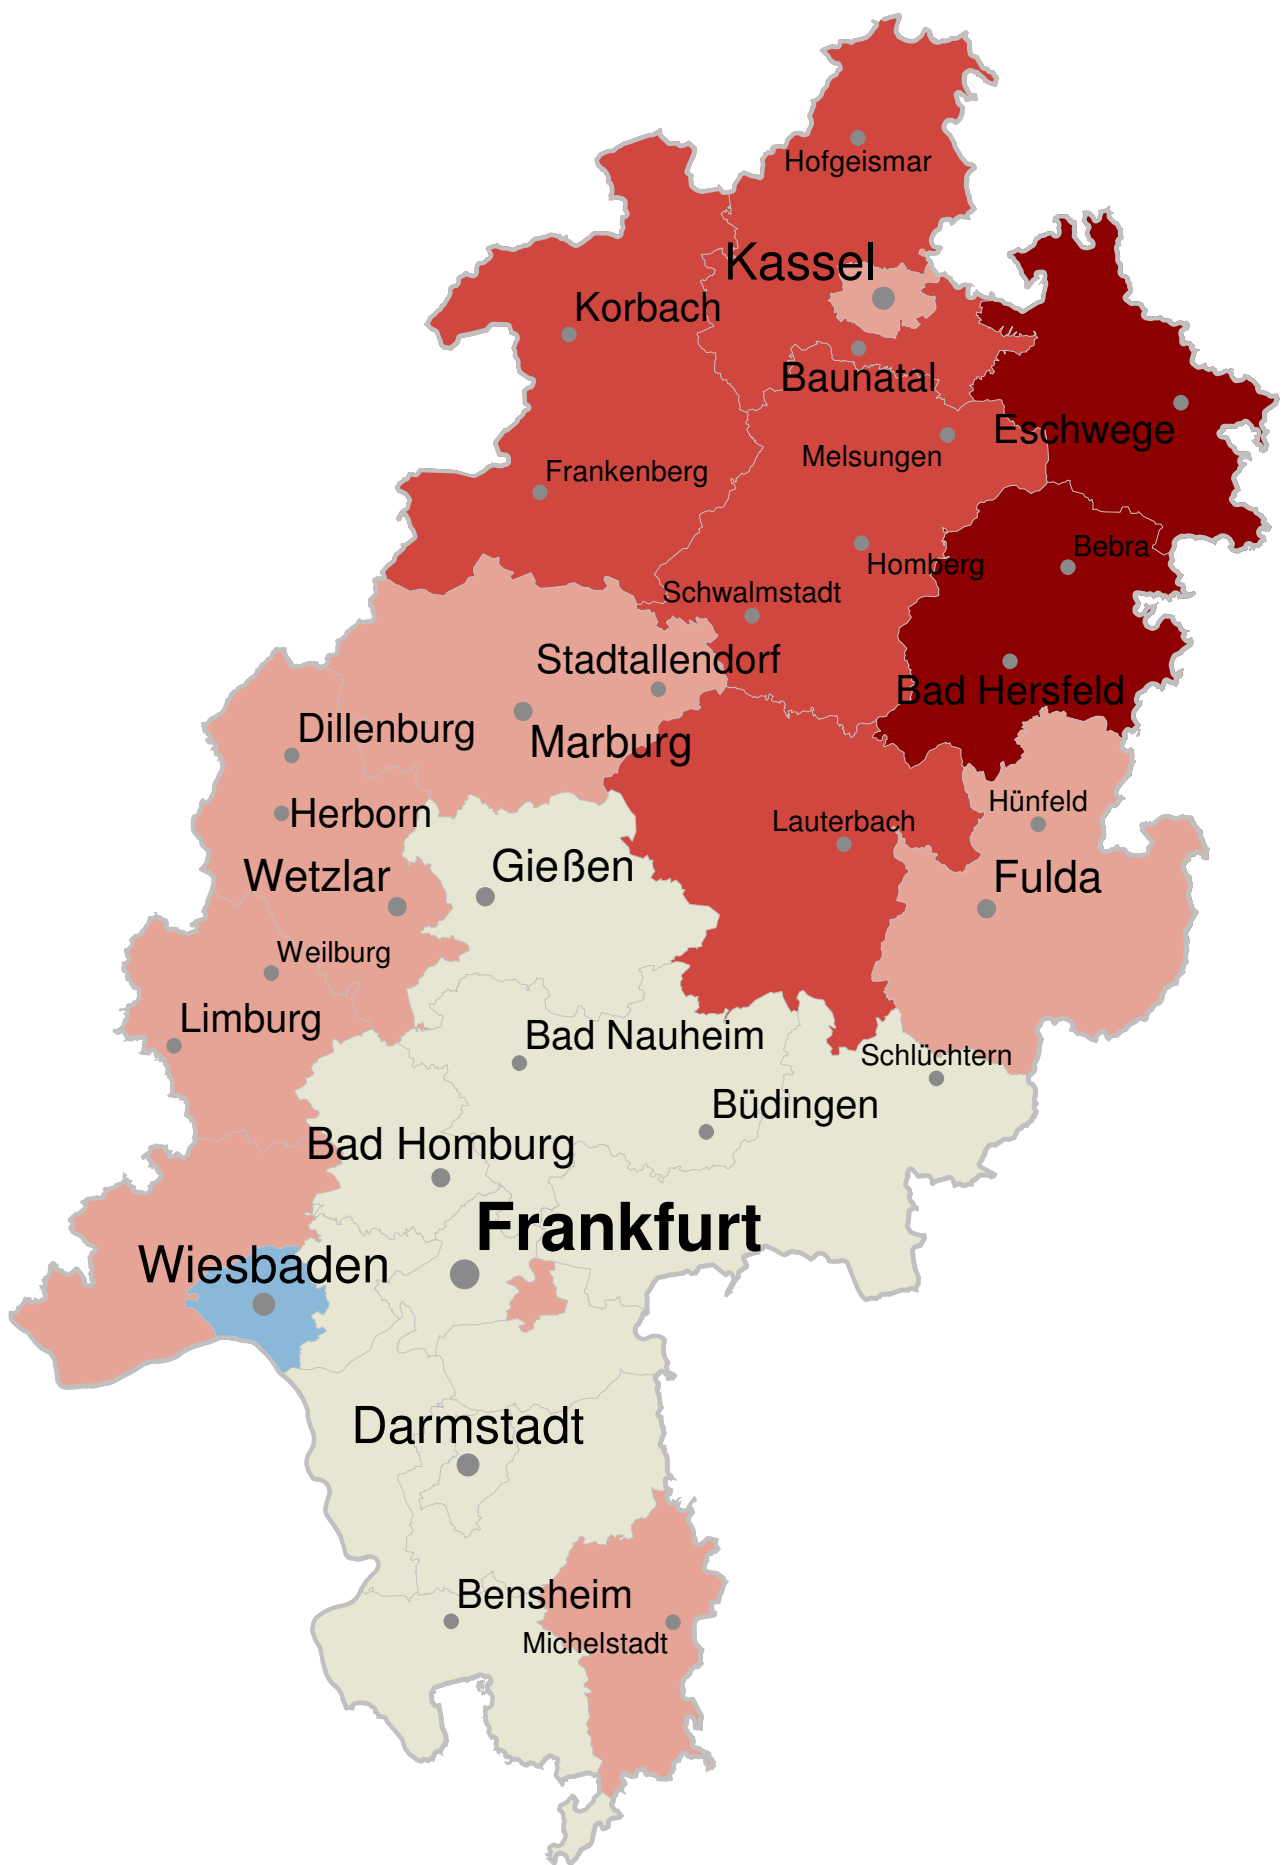 Hofgeismar
Kassel
Korbach
Baunatal
Eschwege
Melsungen
Frankenberg
Bebra
Homberg
Schwalmstadt
Stadtallendorf
Bad Hersfeld
Dillenburg
Marburg
Hünfeld
Herborn
Lauterbach
Gießen
Wetzlar
Fulda
Weilburg
Limburg
Bad Nauheim
Schlüchtern
Büdingen
Bad Homburg
Frankfurt
Wiesbaden
Darmstadt
Bensheim
Michelstadt